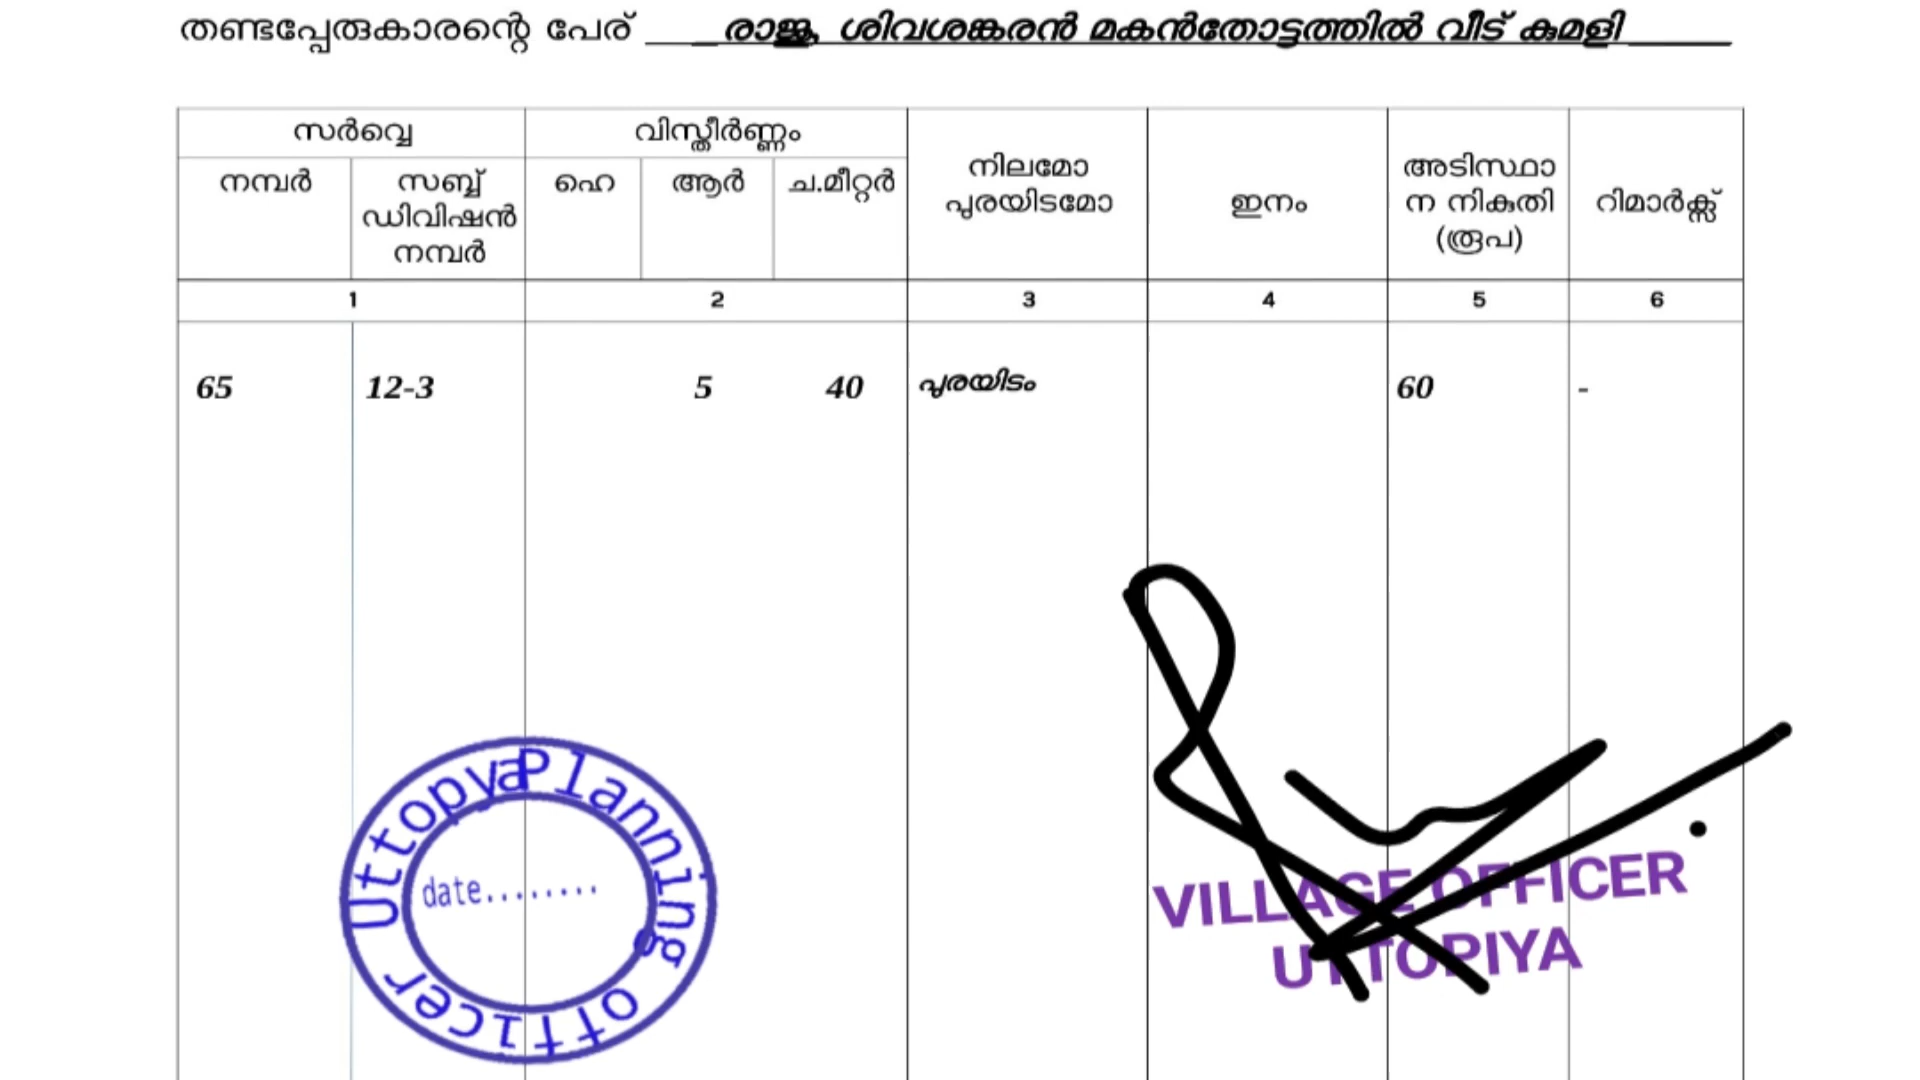 തണ്ടപ്പേരുകാരന്റെ പേര് രാജു, ശിവശങ്കരൻ മകൻതോട്ടത്തിൽ വീട് കുമളി
സർവ്വെ വിസ്തീർണ്ണം
നമ്പർ സബ്ബ് ഡിവിഷൻ നമ്പർ ഹെ ആർ ച.മീറ്റർ നിലമോ പുരയിടമോ ഇനം അടിസ്ഥാന നികുതി (രൂപ) റിമാർക്സ്
1 2 3 4 5 6
65 12-3 5 40 പുരയിടം 60 -
Uttopya Planning officer
date........
VILLAGE OFFICER
UTTOPIYA